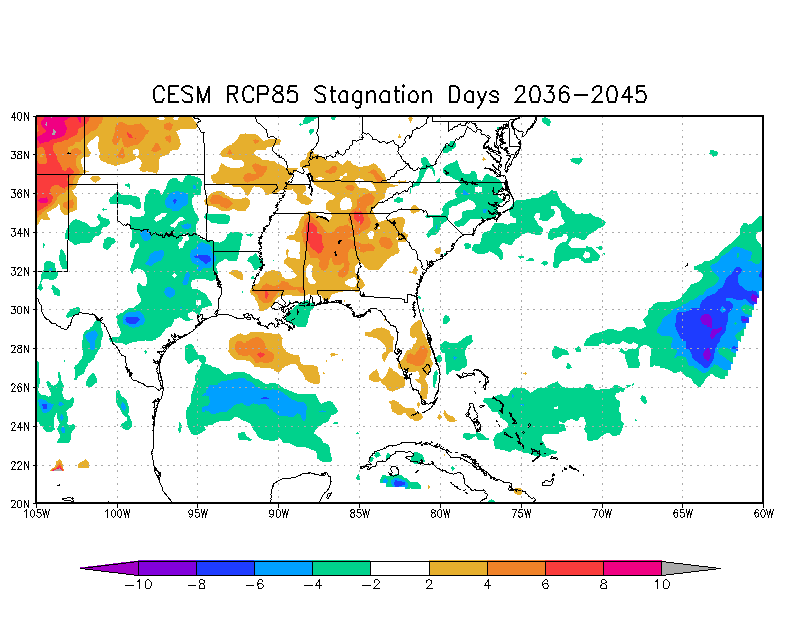 CESM RCP85 Stagnation Days 2036-2045
40N
38N
36N
34N
32N
30N
28N
26N
24N
22N
20N
105W 100W 95W 90W 85W 80W 75W 70W 65W 60W
-10 -8 -6 -4 -2 2 4 6 8 10